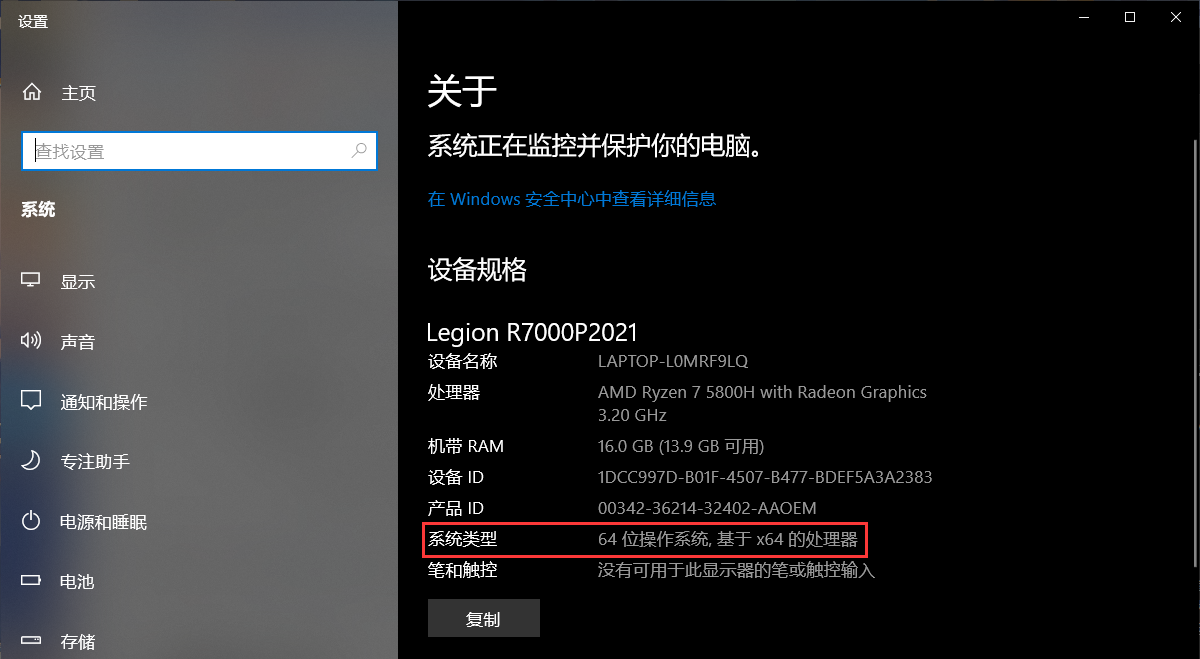 设置
主页
查找设置
系统
显示
声音
通知和操作
专注助手
电源和睡眠
电池
存储
关于
系统正在监控并保护你的电脑。
在 Windows 安全中心中查看详细信息
设备规格
Legion R7000P2021
设备名称 LAPTOP-L0MRF9LQ
处理器 AMD Ryzen 7 5800H with Radeon Graphics
3.20 GHz
机带 RAM 16.0 GB (13.9 GB 可用)
设备 ID 1DCC997D-B01F-4507-B477-BDEF5A3A2383
产品 ID 00342-36214-32402-AAOEM
系统类型 64 位操作系统, 基于 x64 的处理器
笔和触控 没有可用于此显示器的笔或触控输入
复制